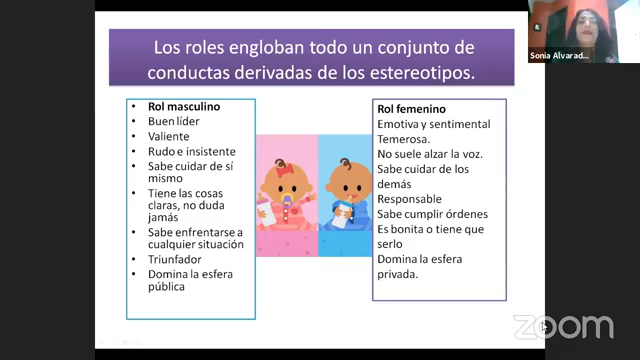 Los roles engloban todo un conjunto de
conductas derivadas de los estereotipos.
Sonia Alvarad...
Rol masculino
Buen líder
Valiente
Rudo e insistente
Sabe cuidar de sí
mismo
Tiene las cosas
claras, no duda
jamás
Sabe enfrentarse a
cualquier situación
Triunfador
Domina la esfera
pública
Rol femenino
Emotiva y sentimental
Temerosa.
No suele alzar la voz.
Sabe cuidar de los
demás
Responsable
Sabe cumplir órdenes
Es bonita o tiene que
serlo
Domina la esfera
privada.
zoom